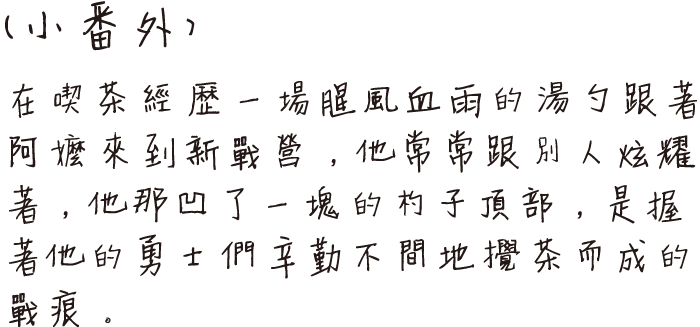 (小番外)
在喫茶經歷一場腥風血雨的湯勺跟著
阿嬤來到新戰營，他常常跟別人炫耀
著，他那凹了一塊的杓子頂部，是握
著他的勇士們辛勤不間地攪茶而成的
戰痕。